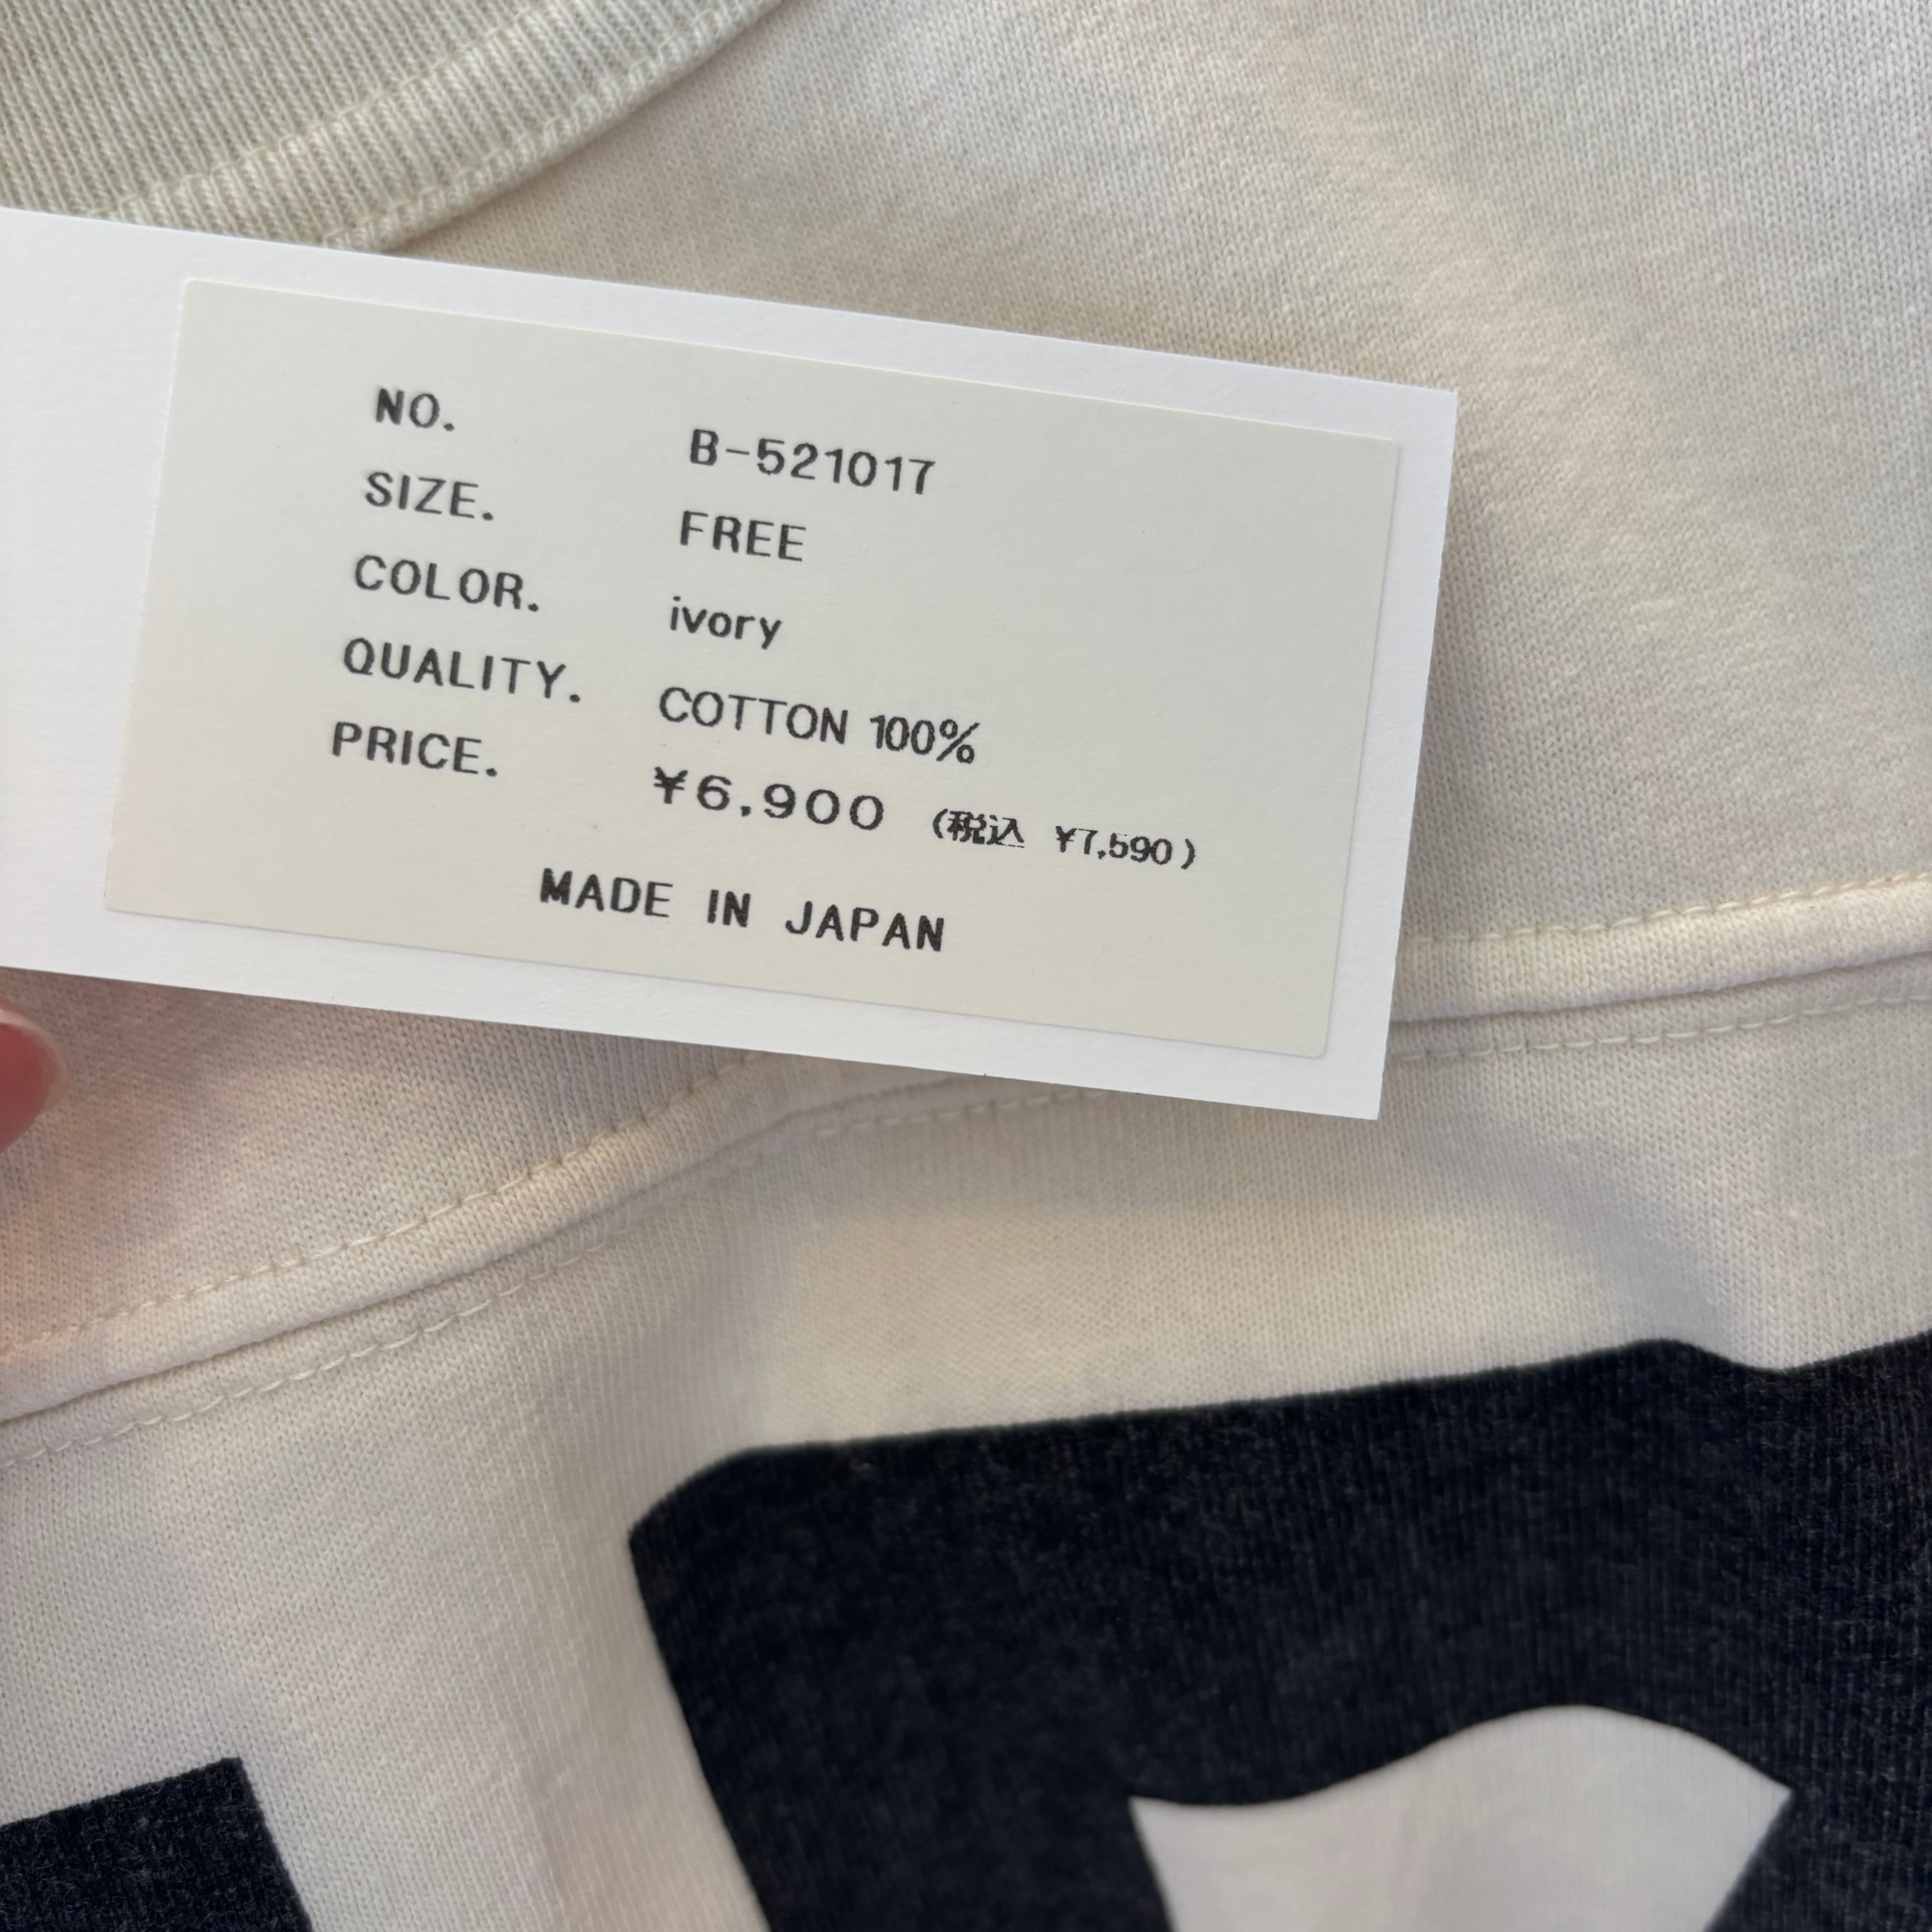 NO. B-521017
SIZE. FREE
COLOR. ivory
QUALITY. COTTON 100%
PRICE. ¥6,900 (税込 ¥7,590)
MADE IN JAPAN